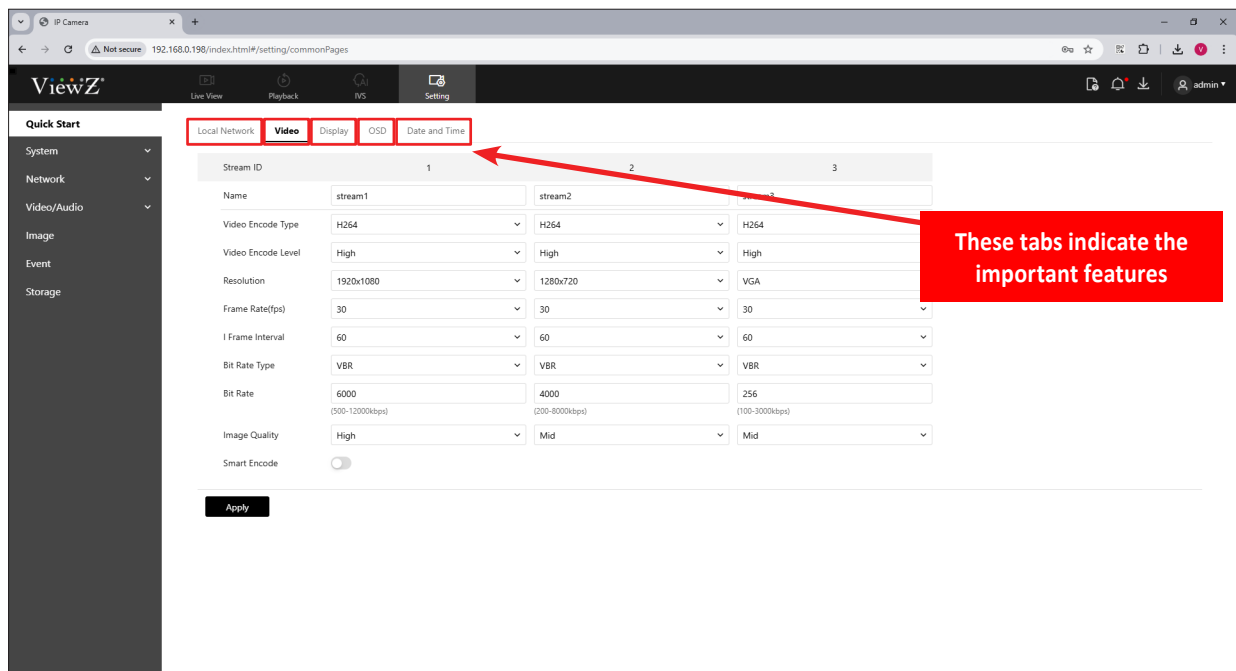 IP Camera
Not secure 192.168.0.198/index.html#/setting/commonPages
V
ViewZ
Live View Playback IVS Setting
admin
Quick Start
System
Network
Video/Audio
Image
Event
Storage
Local Network Video Display OSD Date and Time
Stream ID 1 2 3
Name stream1 stream2 stream3
Video Encode Type H264 H264 H264
Video Encode Level High High High
Resolution 1920x1080 1280x720 VGA
Frame Rate(fps) 30 30 30
I Frame Interval 60 60 60
Bit Rate Type VBR VBR VBR
Bit Rate 6000 4000 256
(500-12000kbps) (200-8000kbps) (100-3000kbps)
Image Quality High Mid Mid
Smart Encode
Apply
These tabs indicate the
important features